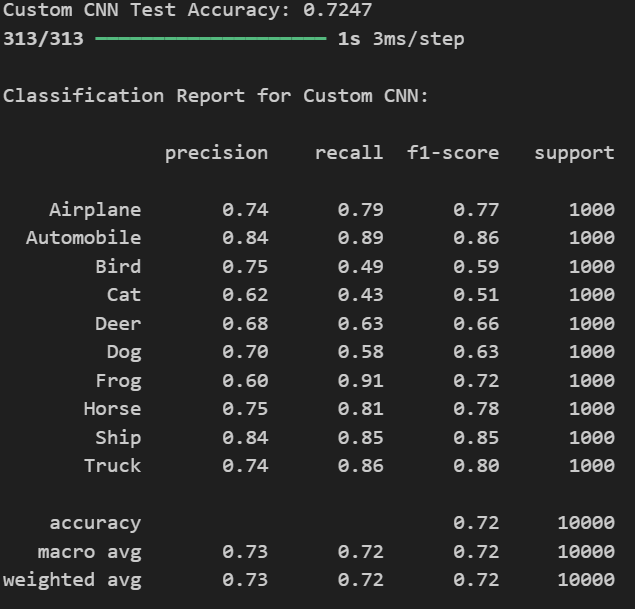 Custom CNN Test Accuracy: 0.7247
313/313 ━━━━━━━━━━━━━━━━━━━━ 1s 3ms/step
Classification Report for Custom CNN:
precision recall f1-score support
Airplane 0.74 0.79 0.77 1000
Automobile 0.84 0.89 0.86 1000
Bird 0.75 0.49 0.59 1000
Cat 0.62 0.43 0.51 1000
Deer 0.68 0.63 0.66 1000
Dog 0.70 0.58 0.63 1000
Frog 0.60 0.91 0.72 1000
Horse 0.75 0.81 0.78 1000
Ship 0.84 0.85 0.85 1000
Truck 0.74 0.86 0.80 1000
accuracy 0.72 10000
macro avg 0.73 0.72 0.72 10000
weighted avg 0.73 0.72 0.72 10000